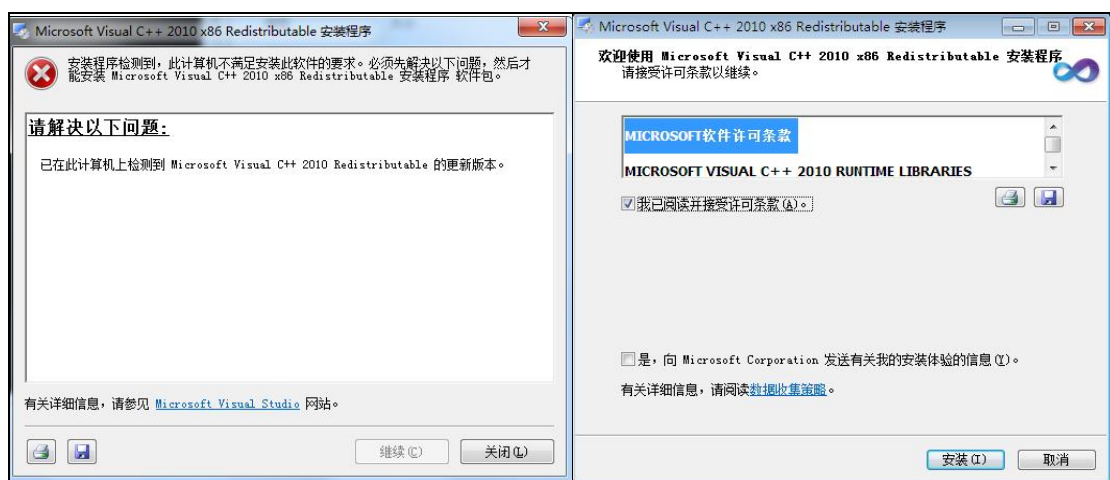 Microsoft Visual C++ 2010 x86 Redistributable 安装程序
安装程序检测到，此计算机不满足安装此软件的要求。必须先解决以下问题，然后才
能安装 Microsoft Visual C++ 2010 x86 Redistributable 安装程序 软件包。
请解决以下问题:
已在此计算机上检测到 Microsoft Visual C++ 2010 Redistributable 的更新版本。
有关详细信息，请参见 Microsoft Visual Studio 网站。
继续(C)
关闭(L)
Microsoft Visual C++ 2010 x86 Redistributable 安装程序
欢迎使用 Microsoft Visual C++ 2010 x86 Redistributable 安装程序
请接受许可条款以继续。
MICROSOFT软件许可条款
MICROSOFT VISUAL C++ 2010 RUNTIME LIBRARIES
我已阅读并接受许可条款(A)。
是，向 Microsoft Corporation 发送有关我的安装体验的信息(Y)。
有关详细信息，请阅读数据收集策略。
安装(I)
取消